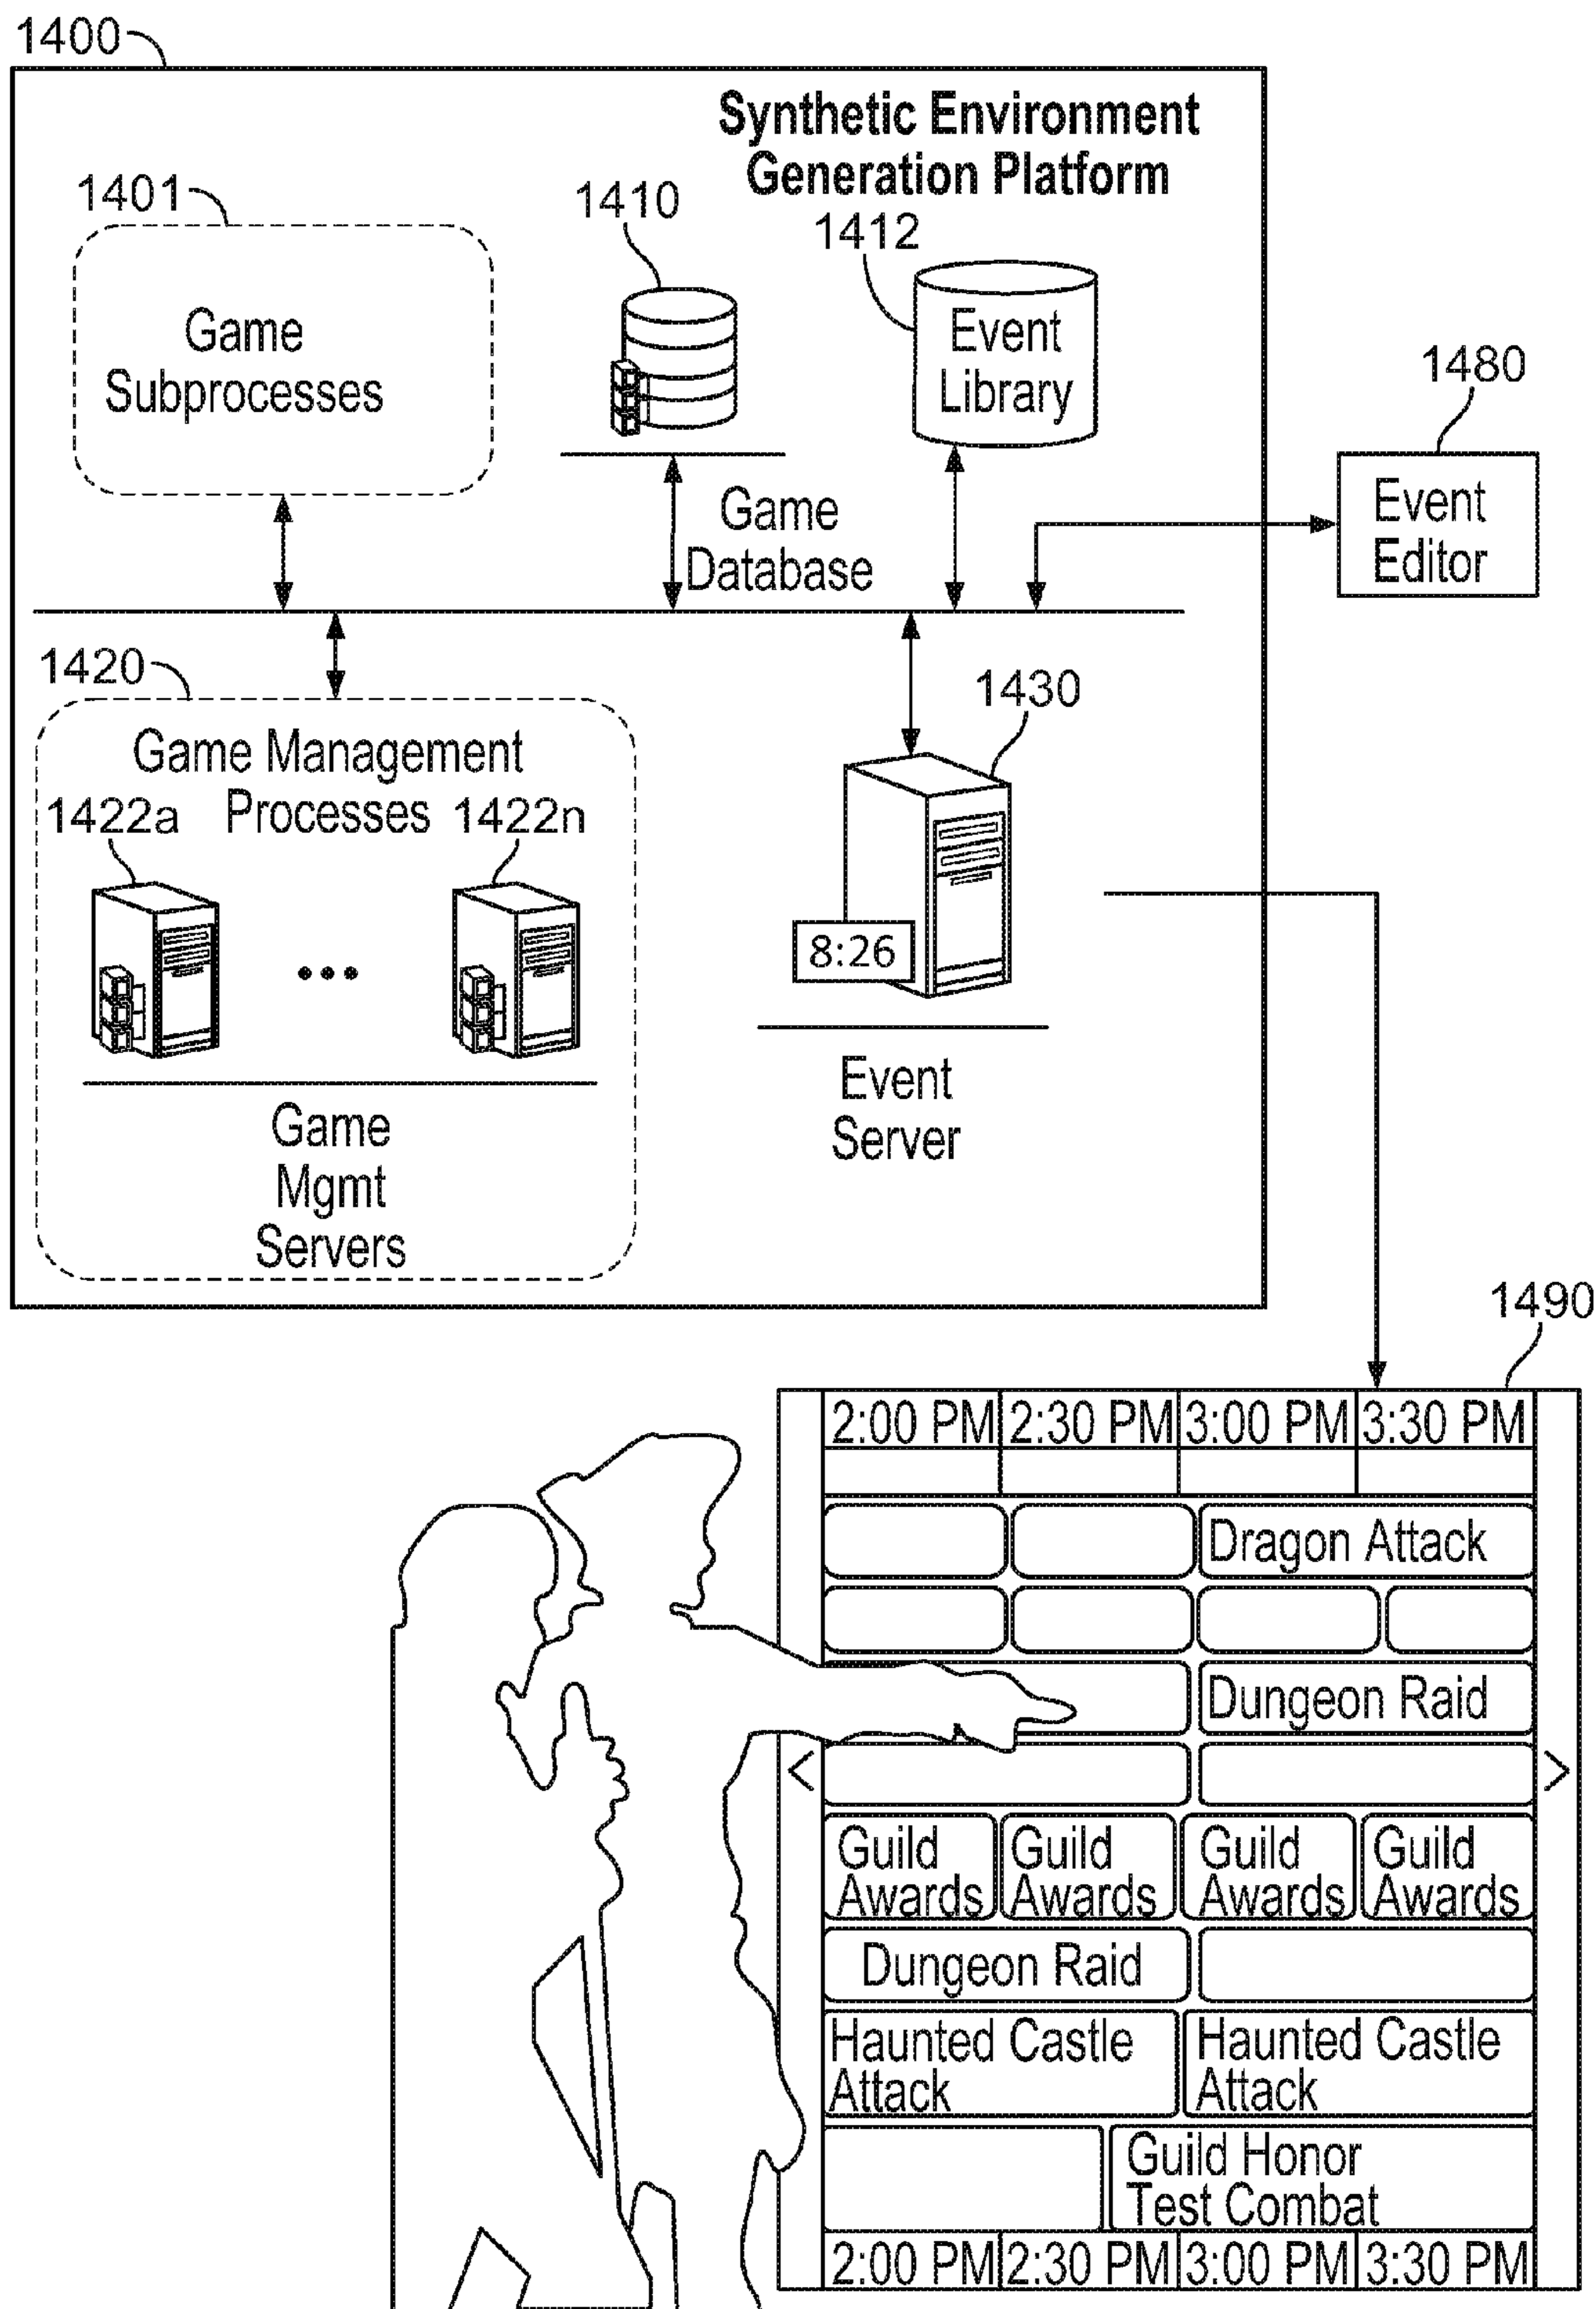 1400
Synthetic Environment
Generation Platform
1401
1410
1412
Game
Subprocesses
Event
Library
1480
Event
Editor
Game
Database
1420
1430
Game Management
Processes
1422a
1422n
8:26
Event
Server
Game
Mgmt
Servers
1490
2:00 PM 2:30 PM 3:00 PM 3:30 PM
Dragon Attack
Dungeon Raid
< >
Guild Guild Guild Guild
Awards Awards Awards Awards
Dungeon Raid
Haunted Castle Haunted Castle
Attack Attack
Guild Honor
Test Combat
2:00 PM 2:30 PM 3:00 PM 3:30 PM